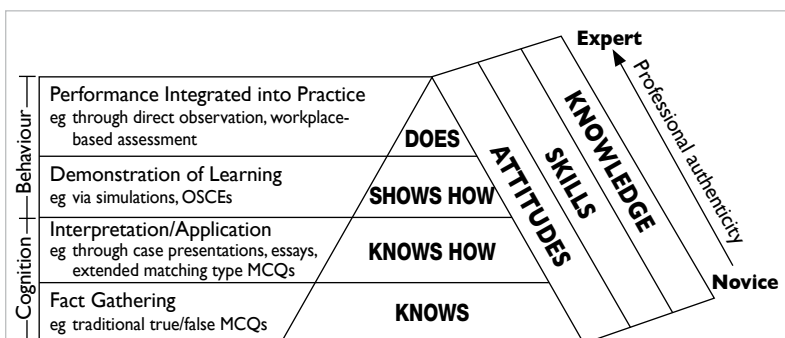 Expert
Professional authenticity
Novice
Behaviour
Cognition
Performance Integrated into Practice
eg through direct observation, workplace-
based assessment
DOES
Demonstration of Learning
eg via simulations, OSCEs
SHOWS HOW
Interpretation/Application
eg through case presentations, essays,
extended matching type MCQs
KNOWS HOW
Fact Gathering
eg traditional true/false MCQs
KNOWS
ATTITUDES
SKILLS
KNOWLEDGE